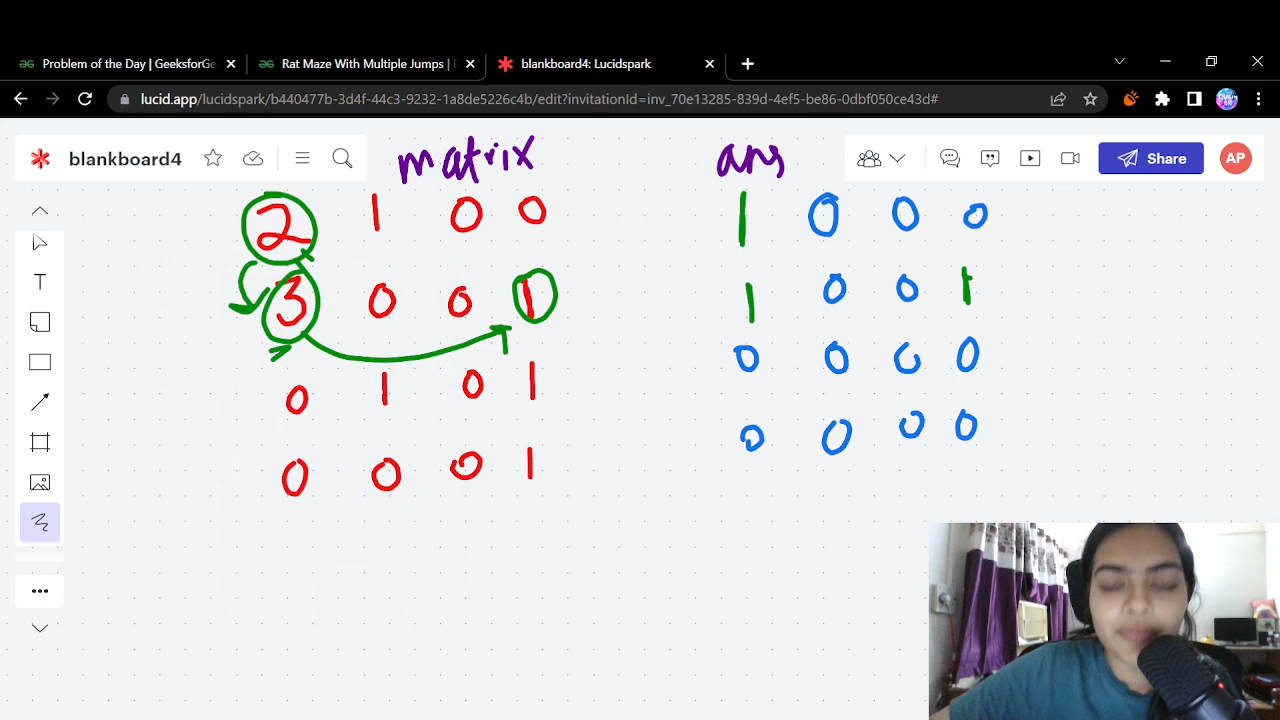 Problem of the Day | GeeksforGe
Rat Maze With Multiple Jumps |
blankboard4: Lucidspark
lucid.app/lucidspark/b440477b-3d4f-44c3-9232-1a8de5226c4b/edit?invitationId=inv_70e13285-839d-4ef5-be86-0dbf050ce43d#
blankboard4
Share
AP
matrix
ans
2 1 0 0
1 0 0 0
3 0 0 1
1 0 0 1
0 1 0 1
0 0 0 0
0 0 0 1
0 0 0 0
T